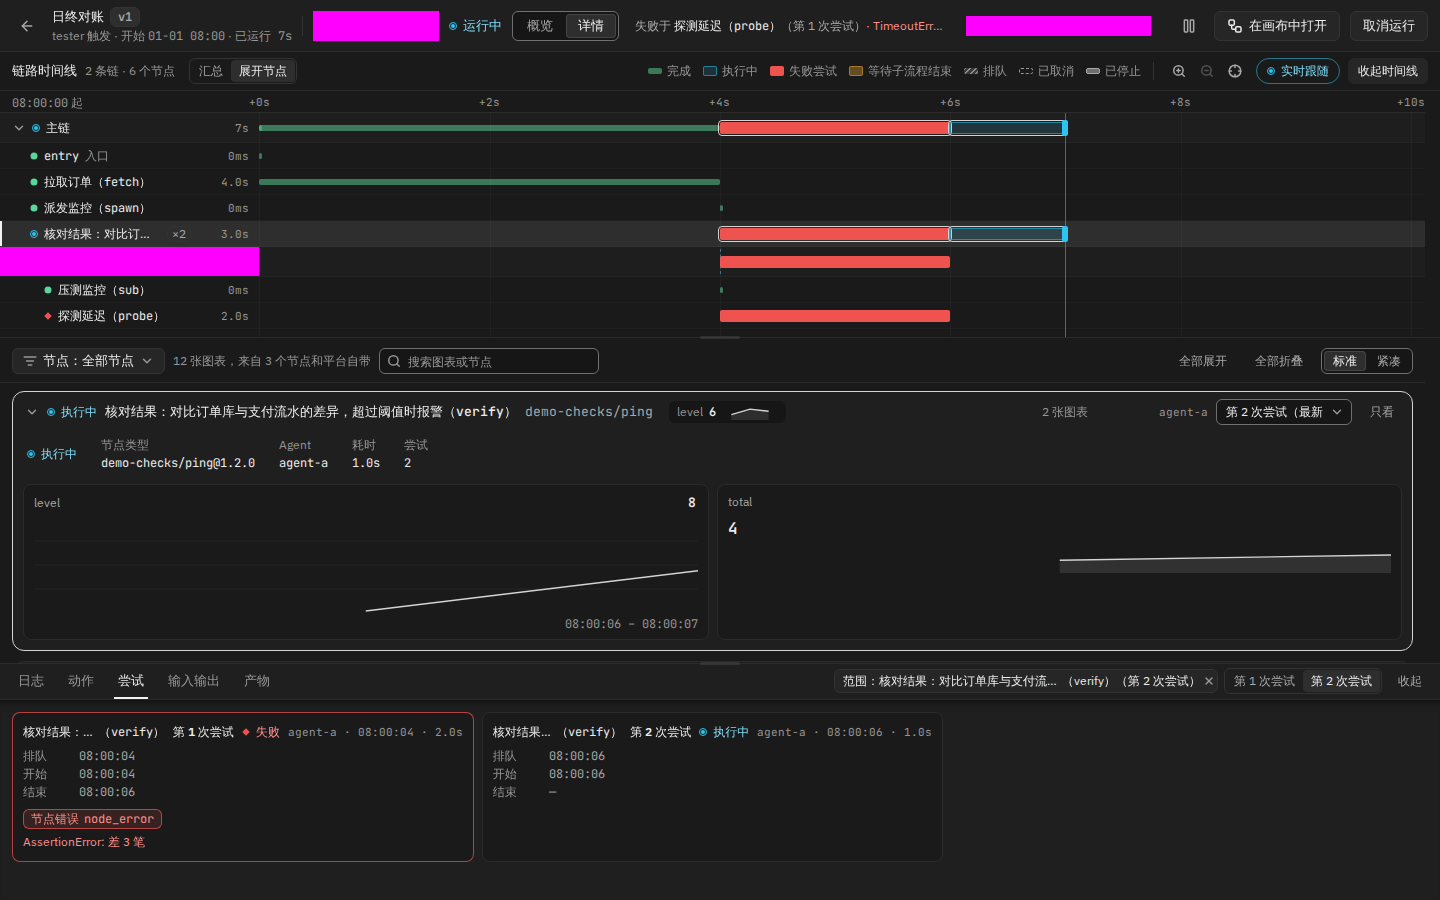 日终对账 v1
tester 触发 · 开始 01-01 08:00 · 已运行 7s
运行中
概览 详情
失败于 探测延迟（probe）（第 1 次尝试）· TimeoutErr...
在画布中打开 取消运行
链路时间线 2 条链 · 6 个节点 汇总 展开节点
完成 执行中 失败尝试 等待子流程结束 排队 已取消 已停止
实时跟随 收起时间线
08:00:00 起 +0s +2s +4s +6s +8s +10s
主链 7s
entry 入口 0ms
拉取订单（fetch） 4.0s
派发监控（spawn） 0ms
核对结果：对比订... ×2 3.0s
压测监控（sub） 0ms
探测延迟（probe） 2.0s
节点：全部节点 12 张图表，来自 3 个节点和平台自带 搜索图表或节点 全部展开 全部折叠 标准 紧凑
执行中 核对结果：对比订单库与支付流水的差异，超过阈值时报警（verify） demo-checks/ping level 6 2 张图表 agent-a 第 2 次尝试（最新 只看
执行中
节点类型 Agent 耗时 尝试
demo-checks/ping@1.2.0 agent-a 1.0s 2
level 8
08:00:06 – 08:00:07
total
4
日志 动作 尝试 输入输出 产物
范围：核对结果：对比订单库与支付流... （verify）（第 2 次尝试） × 第 1 次尝试 第 2 次尝试 收起
核对结果：... （verify） 第 1 次尝试 失败 agent-a · 08:00:04 · 2.0s
排队 08:00:04
开始 08:00:04
结束 08:00:06
节点错误 node_error
AssertionError: 差 3 笔
核对结果... （verify） 第 2 次尝试 执行中 agent-a · 08:00:06 · 1.0s
排队 08:00:06
开始 08:00:06
结束 —